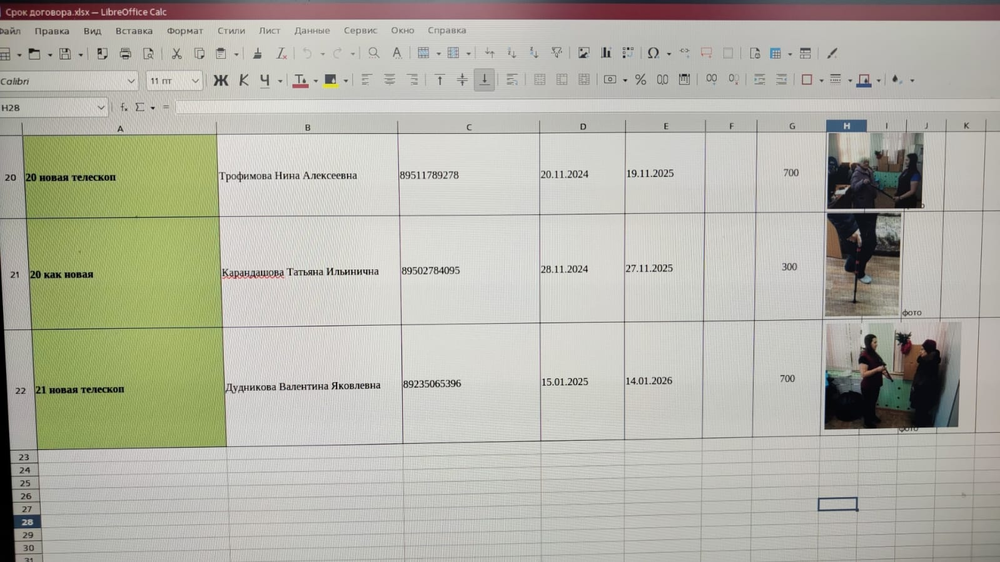 Срок договора.xlsx — LibreOffice Calc
Файл Правка Вид Вставка Формат Стили Лист Данные Сервис Окно Справка
Calibri 11 пт Ж К Ч
H28 fx Σ =
A B C D E F G H I J K
20 20 новая телескоп Трофимова Нина Алексеевна 89511789278 20.11.2024 19.11.2025 700
21 20 как новая Карандашова Татьяна Ильинична 89502784095 28.11.2024 27.11.2025 300 фото
22 21 новая телескоп Дудникова Валентина Яковлевна 89235065396 15.01.2025 14.01.2026 700 фото
23
24
25
26
27
28
29
30
31